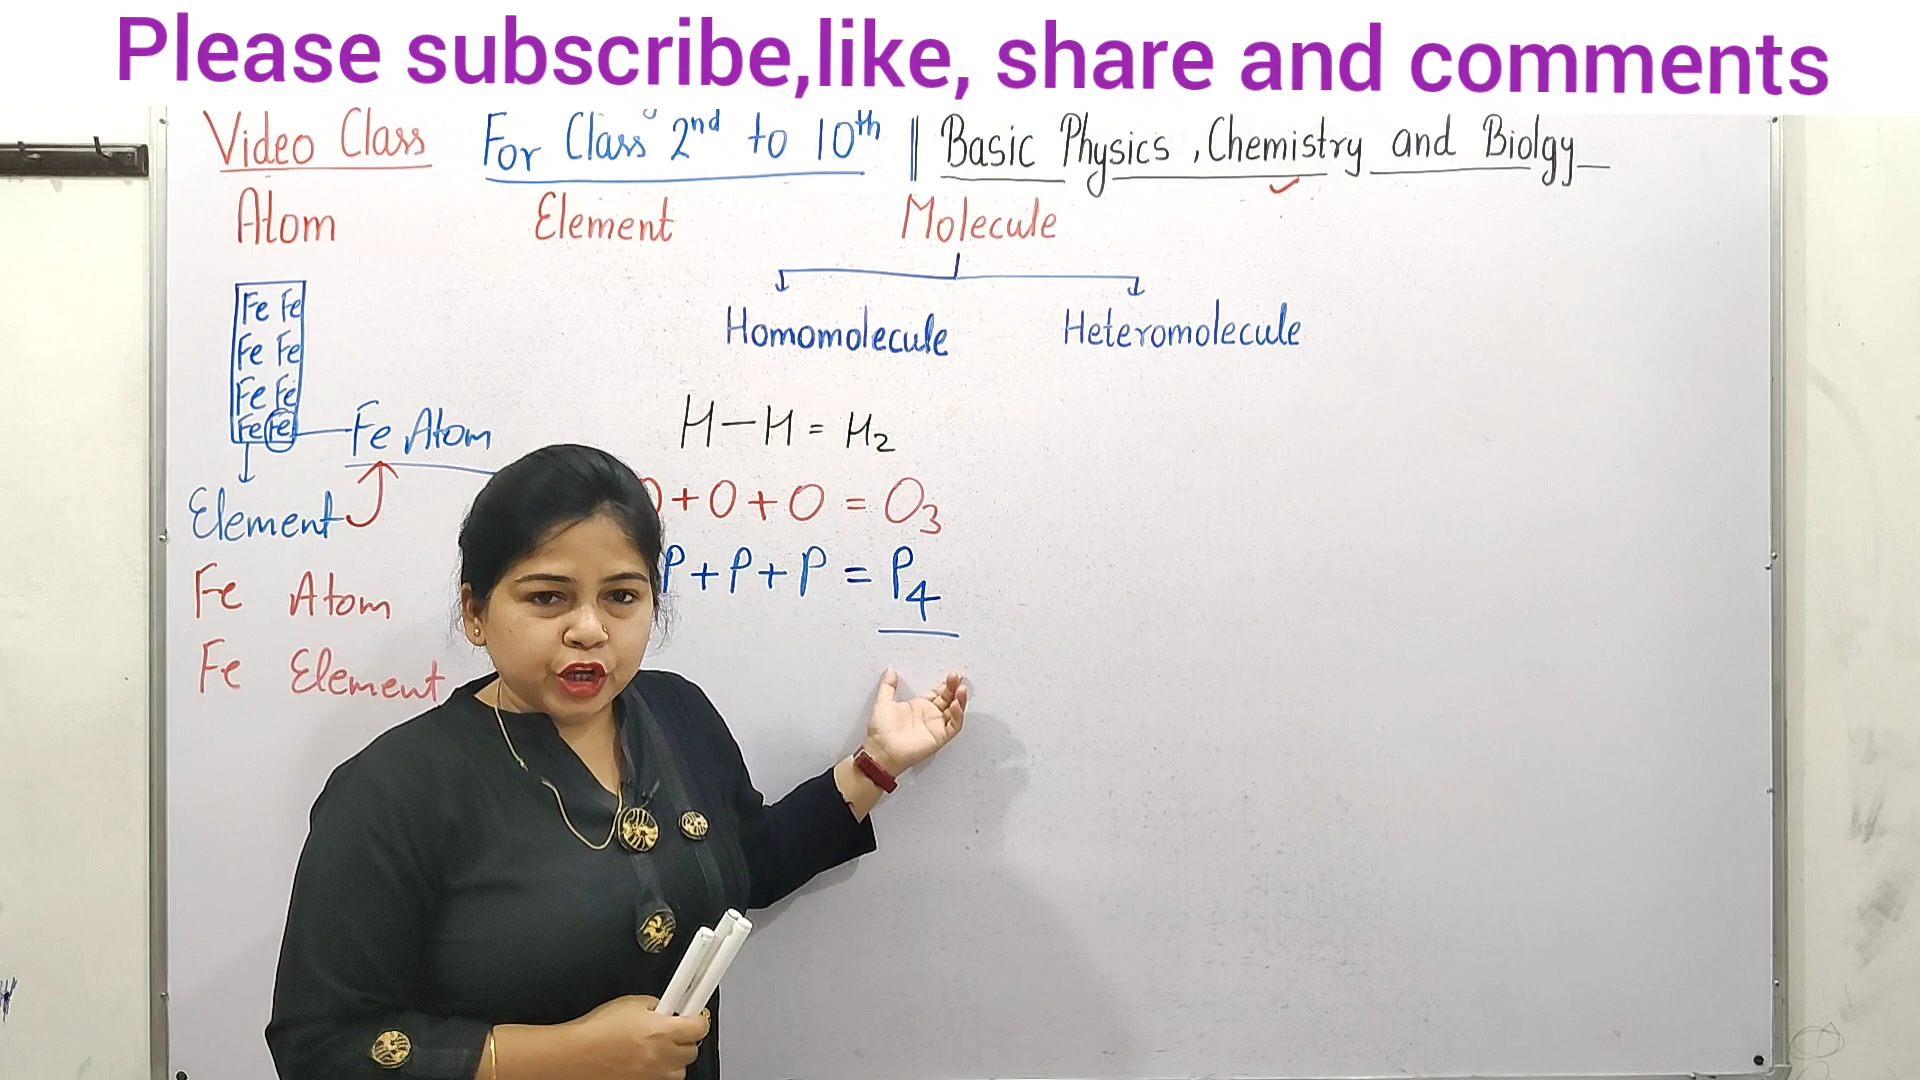 Please subscribe,like, share and comments
Video Class For Class 2nd to 10th || Basic Physics ,Chemistry and Biolgy
Atom Element Molecule
Homomolecule Heteromolecule
Fe Fe
Fe Fe
Fe Fe
Fe Fe Fe Atom
H-H = H2
Element
+O+O = O3
P+P+P = P4
Fe Atom
Fe Element